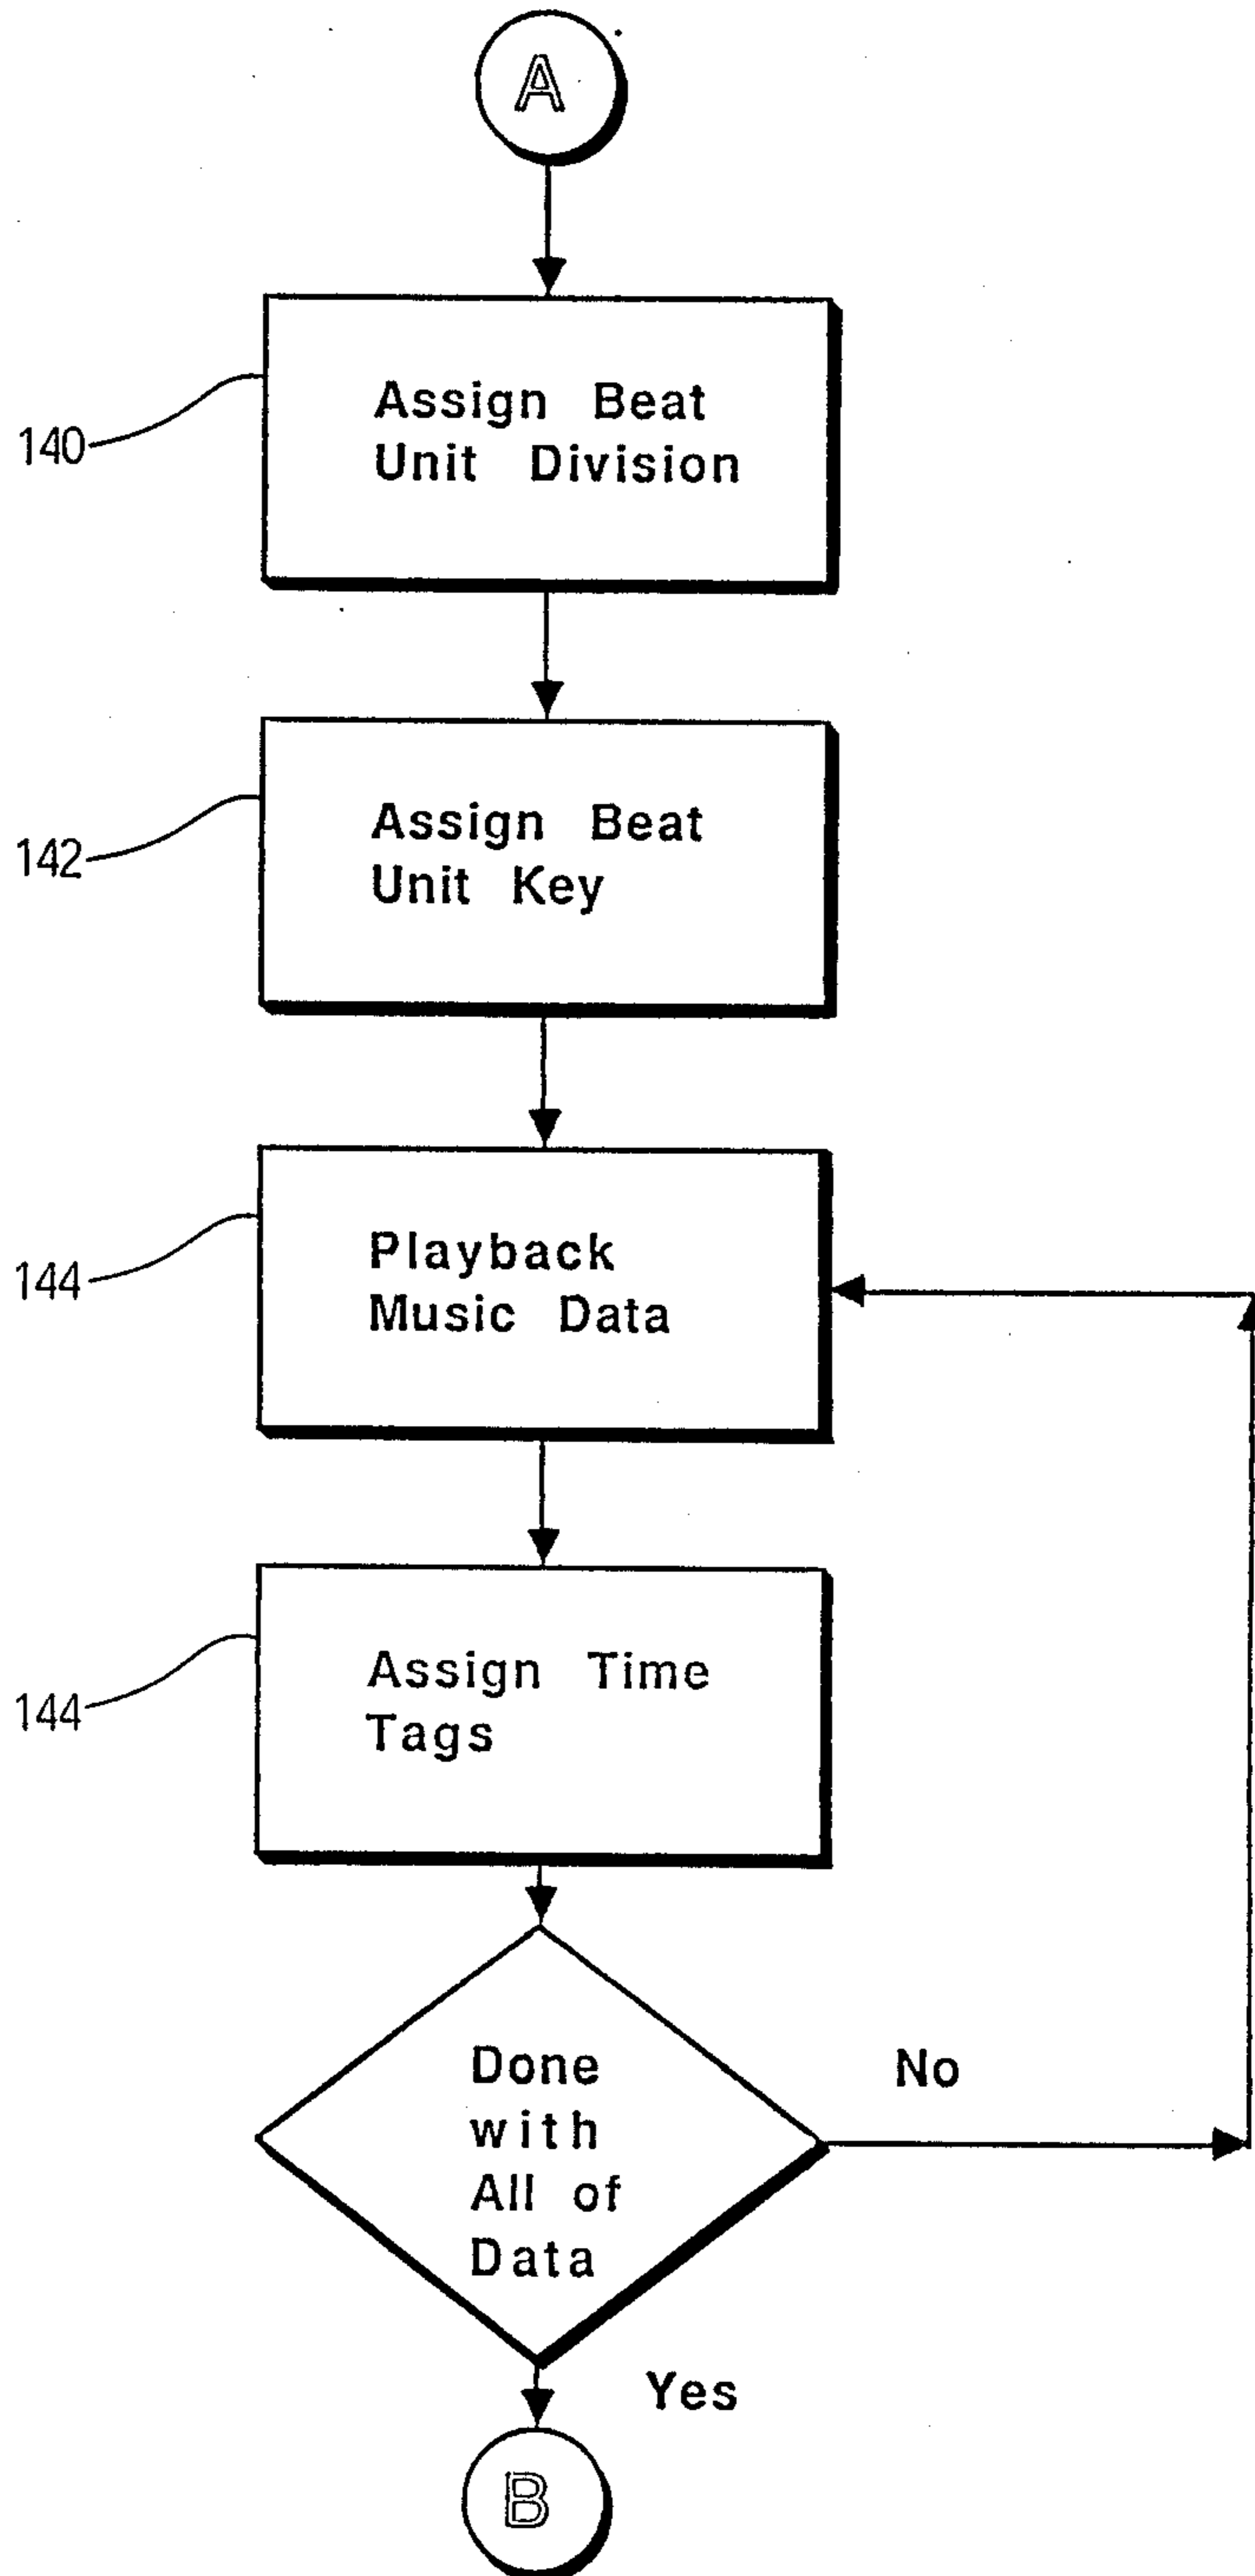 A
Assign Beat
Unit Division
140
Assign Beat
Unit Key
142
Playback
Music Data
144
Assign Time
Tags
144
Done
with
All of
Data
No
Yes
B